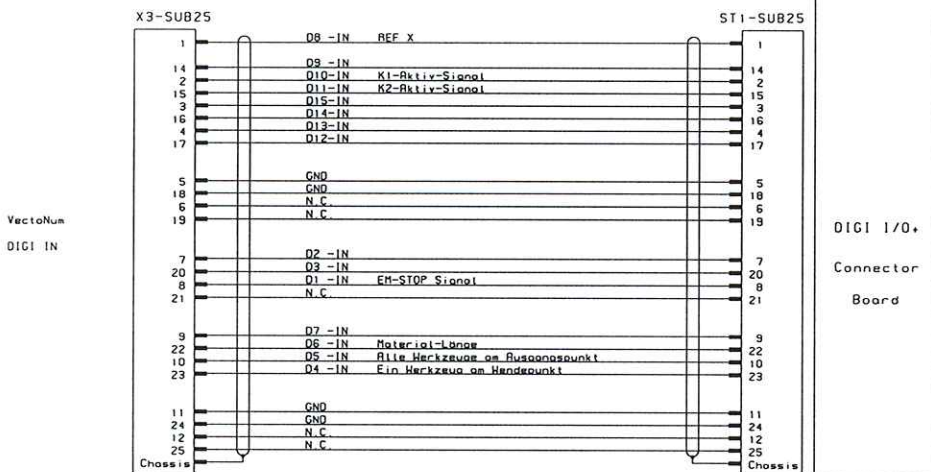 X3-SUB25 ST1-SUB25
1 D8 -IN REF X 1
14 D9 -IN 14
2 D10-IN K1-Aktiv-Signal 2
15 D11-IN K2-Aktiv-Signal 15
3 D15-IN 3
16 D14-IN 16
4 D13-IN 4
17 D12-IN 17
5 GND 5
18 GND 18
6 N.C. 6
19 N.C. 19
VectoNum
DIGI IN
DIGI I/O+
Connector
Board
7 D2 -IN 7
20 D3 -IN 20
8 D1 -IN EM-STOP Signal 8
21 N.C. 21
9 D7 -IN 9
22 D6 -IN Material-Länge 22
10 D5 -IN Alle Werkzeuge am Ausgangspunkt 10
23 D4 -IN Ein Werkzeug am Wendepunkt 23
11 GND 11
24 GND 24
12 N.C. 12
25 N.C. 25
Chassis Chassis